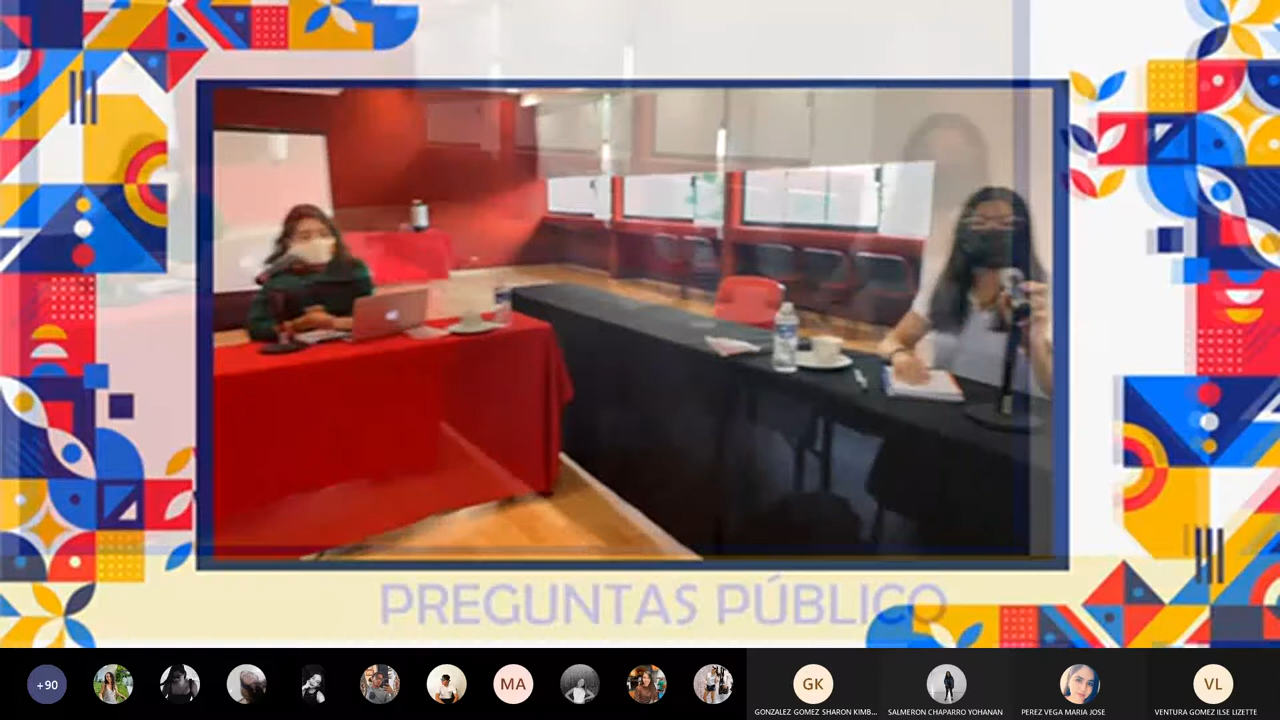 PREGUNTAS PÚBLICO
+90
MA
GK
VL
GONZALEZ GOMEZ SHARON KIMB...
SALMERON CHAPARRO YOHANAN
PEREZ VEGA MARIA JOSE
VENTURA GOMEZ ILSE LIZETTE